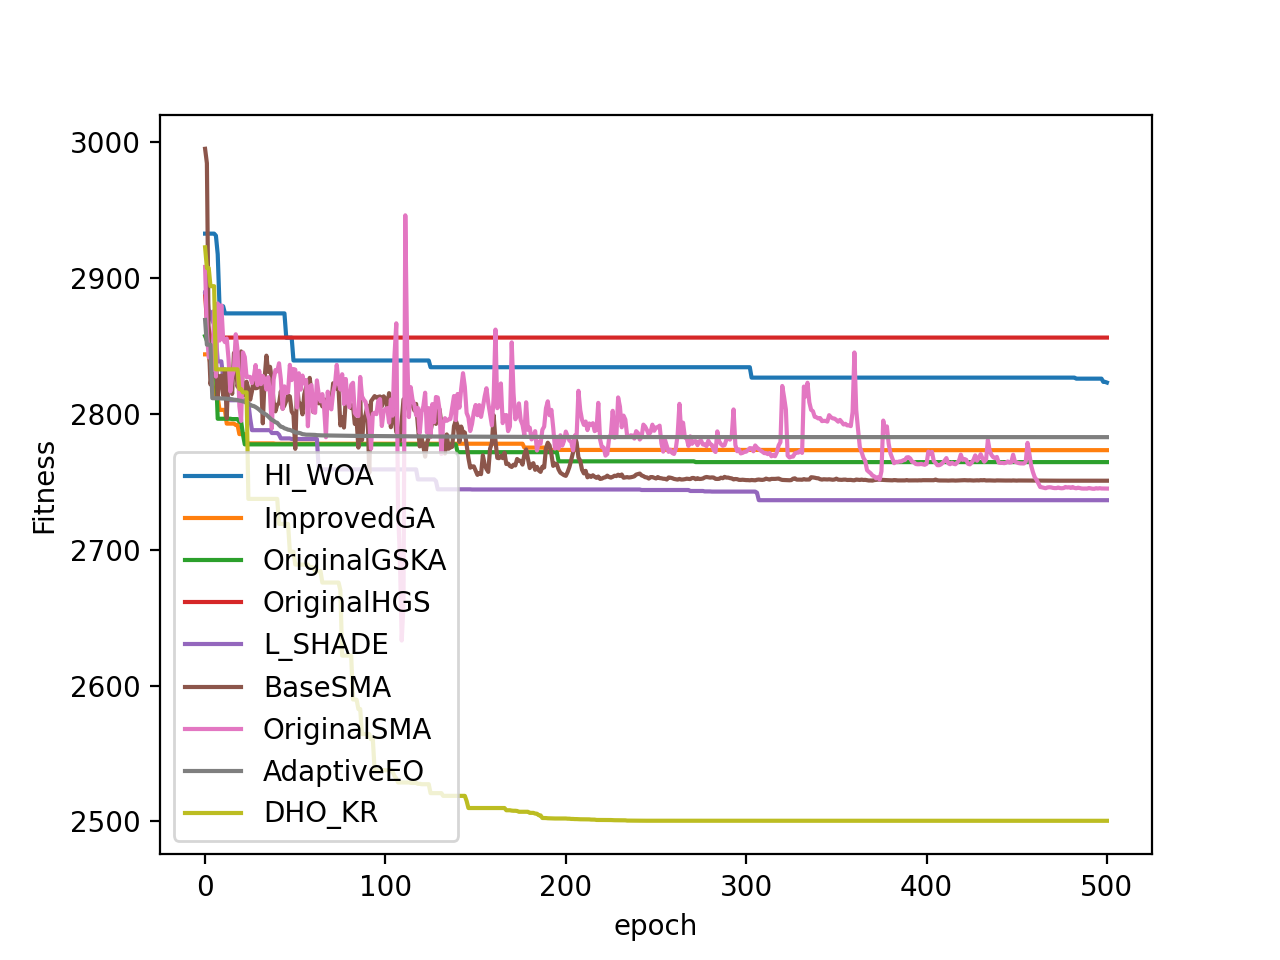 3000
2900
2800
2700
2600
2500
Fitness
HI_WOA
ImprovedGA
OriginalGSKA
OriginalHGS
L_SHADE
BaseSMA
OriginalSMA
AdaptiveEO
DHO_KR
0 100 200 300 400 500
epoch